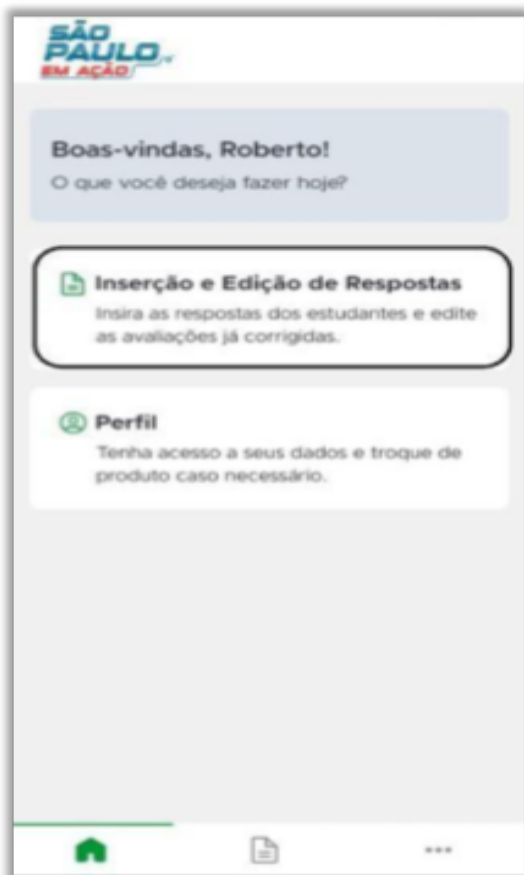 SÃO
PAULO
EM AÇÃO
Boas-vindas, Roberto!
O que você deseja fazer hoje?
Inserção e Edição de Respostas
Insira as respostas dos estudantes e edite
as avaliações já corrigidas.
Perfil
Tenha acesso a seus dados e troque de
produto caso necessário.